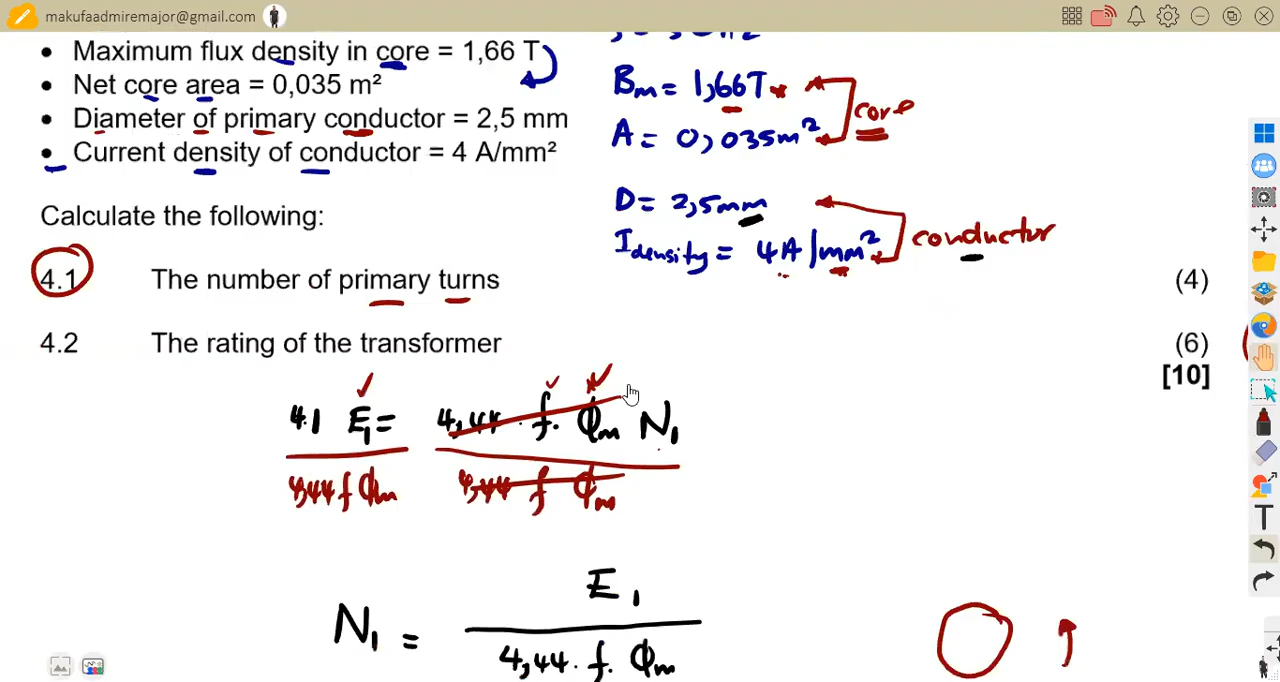 makufaadmiremajor@gmail.com
• Maximum flux density in core = 1,66 T
• Net core area = 0,035 m²
• Diameter of primary conductor = 2,5 mm
• Current density of conductor = 4 A/mm²
Bm = 1,66T
A = 0,035m²
core
D = 2,5mm
Idensity = 4A/mm²
conductor
Calculate the following:
4.1 The number of primary turns (4)
4.2 The rating of the transformer (6)
[10]
4.1 E₁ = 4,44 . f. Φm N₁
4,44 f Φm 4,44 f Φm
N₁ = E₁
4,44. f. Φm
T